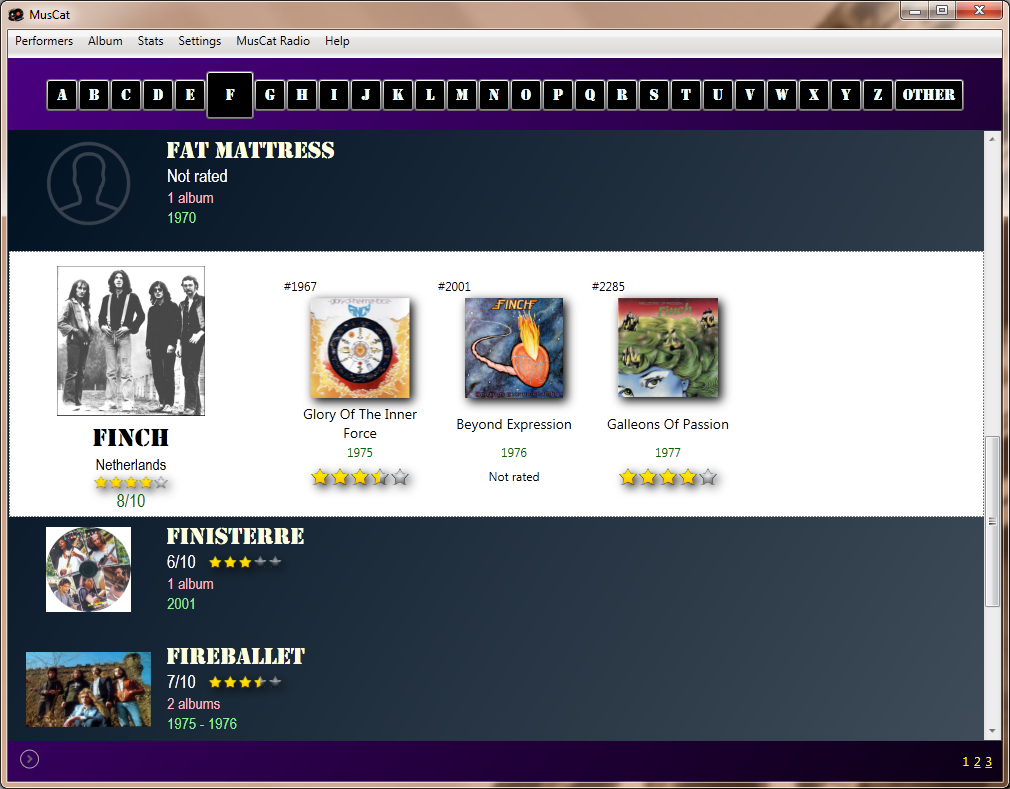 MusCat
Performers Album Stats Settings MusCat Radio Help
A B C D E F G H I J K L M N O P Q R S T U V W X Y Z OTHER
FAT MATTRESS
Not rated
1 album
1970
#1967 #2001 #2285
FINCH
FINCH
finch
Glory Of The Inner Force
Beyond Expression
Galleons Of Passion
1975 1976 1977
Not rated
FINCH
Netherlands
8/10
FINISTERRE
6/10
1 album
2001
FIREBALLET
7/10
2 albums
1975 - 1976
1 2 3